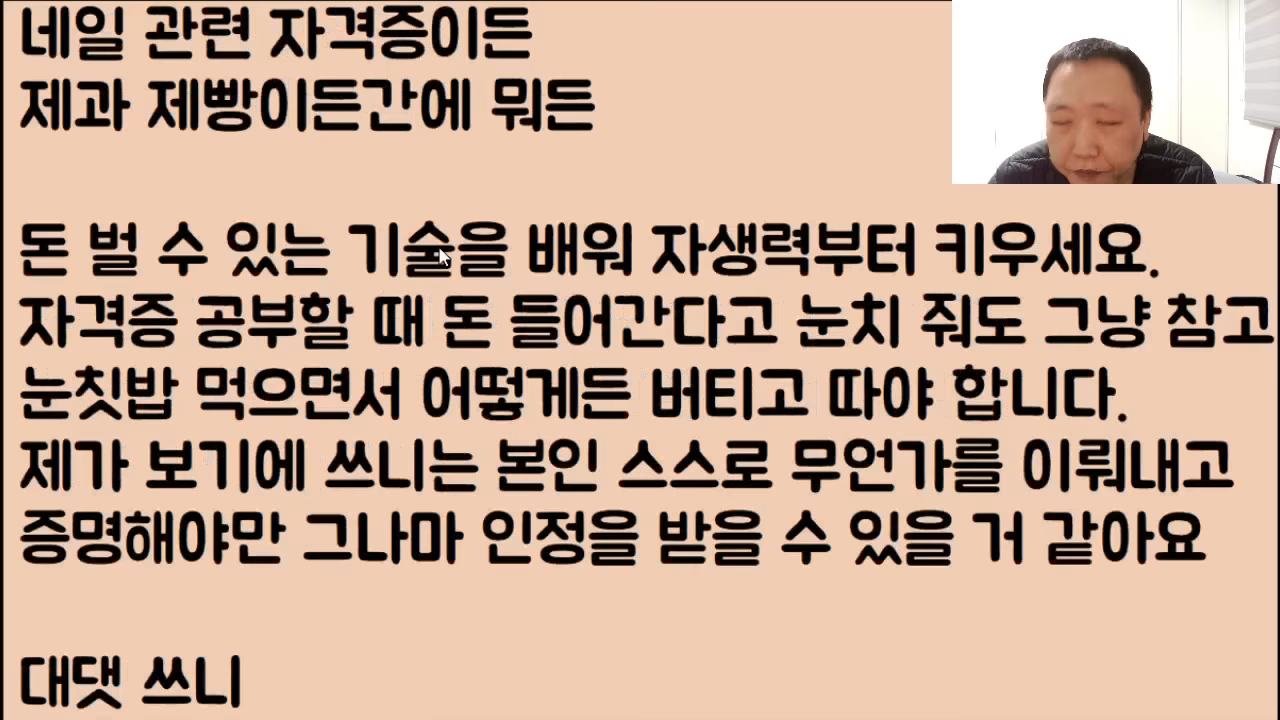 네일 관련 자격증이든
제과 제빵이든간에 뭐든
돈 벌 수 있는 기술을 배워 자생력부터 키우세요.
자격증 공부할 때 돈 들어간다고 눈치 줘도 그냥 참고
눈칫밥 먹으면서 어떻게든 버티고 따야 합니다.
제가 보기에 쓰니는 본인 스스로 무언가를 이뤄내고
증명해야만 그나마 인정을 받을 수 있을 거 같아요
대댓 쓰니